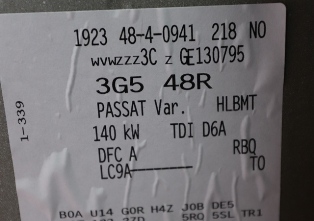 1923 48-4-0941 218 NO
WVWZZZ3C Z GE130795
3G5 48R
PASSAT Var. HLBMT
140 kW TDI D6A
DFC A RBQ
LC9A TO
1-339
B0A U14 G0R H4Z J0B DE5
5RQ 5SL TR1